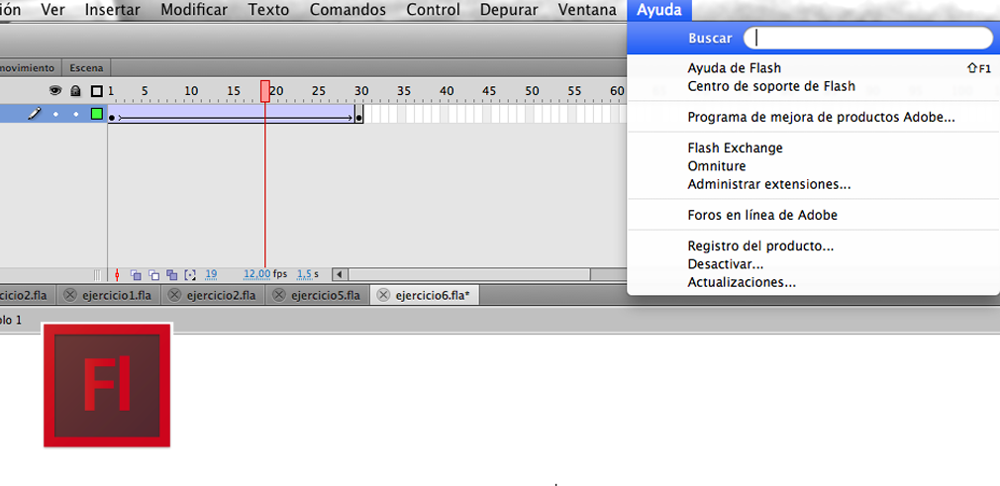 ión Ver Insertar Modificar Texto Comandos Control Depurar Ventana Ayuda
Buscar
movimiento Escena
1 5 10 15 20 25 30 35 40 45 50 55 60
Ayuda de Flash ⇧F1
Centro de soporte de Flash
Programa de mejora de productos Adobe...
Flash Exchange
Omniture
Administrar extensiones...
Foros en línea de Adobe
Registro del producto...
Desactivar...
Actualizaciones...
19 12,00 fps 1,5 s
cicio2.fla ejercicio1.fla ejercicio2.fla ejercicio5.fla ejercicio6.fla*
olo 1
Fl